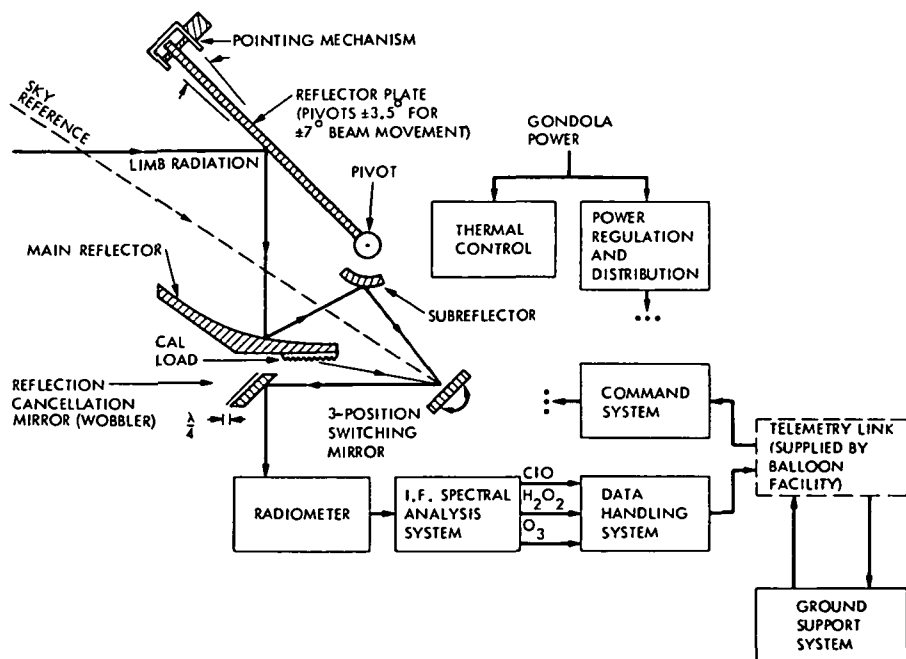 POINTING MECHANISM
SKY
REFERENCE
REFLECTOR PLATE
(PIVOTS ±3.5° FOR
±7° BEAM MOVEMENT)
LIMB RADIATION
PIVOT
GONDOLA
POWER
THERMAL
CONTROL
POWER
REGULATION
AND
DISTRIBUTION
•••
MAIN REFLECTOR
SUBREFLECTOR
CAL
LOAD
REFLECTION
CANCELLATION
MIRROR (WOBBLER)
λ/4
3-POSITION
SWITCHING
MIRROR
COMMAND
SYSTEM
TELEMETRY LINK
(SUPPLIED BY
BALLOON
FACILITY)
RADIOMETER
I.F. SPECTRAL
ANALYSIS
SYSTEM
ClO
H₂O₂
O₃
DATA
HANDLING
SYSTEM
GROUND
SUPPORT
SYSTEM